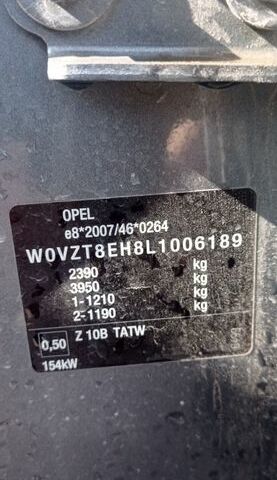 OPEL
e8*2007/46*0264
W0VZT8EH8L1006189
2390 kg
3950 kg
1-1210 kg
2-1190 kg
0,50 Z 10B TATW
154kW